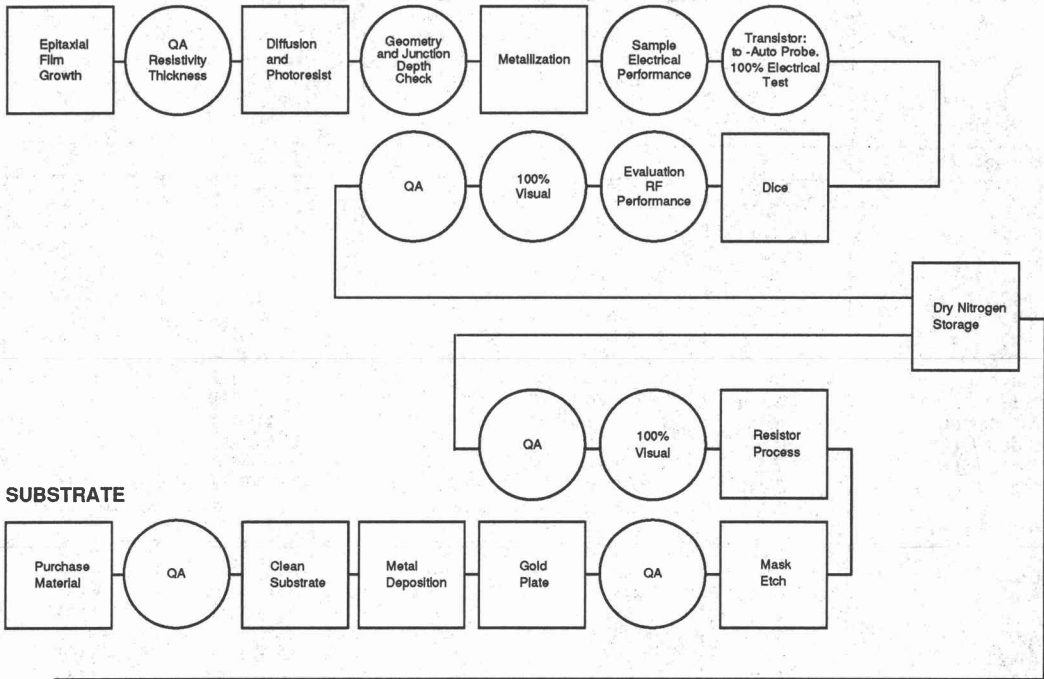 Epitaxial
Film
Growth
QA
Resistivity
Thickness
Diffusion
and
Photoresist
Geometry
and Junction
Depth
Check
Metallization
Sample
Electrical
Performance
Transistor:
to -Auto Probe.
100% Electrical
Test
QA
100%
Visual
Evaluation
RF
Performance
Dice
Dry Nitrogen
Storage
QA
100%
Visual
Resistor
Process
SUBSTRATE
Purchase
Material
QA
Clean
Substrate
Metal
Deposition
Gold
Plate
QA
Mask
Etch